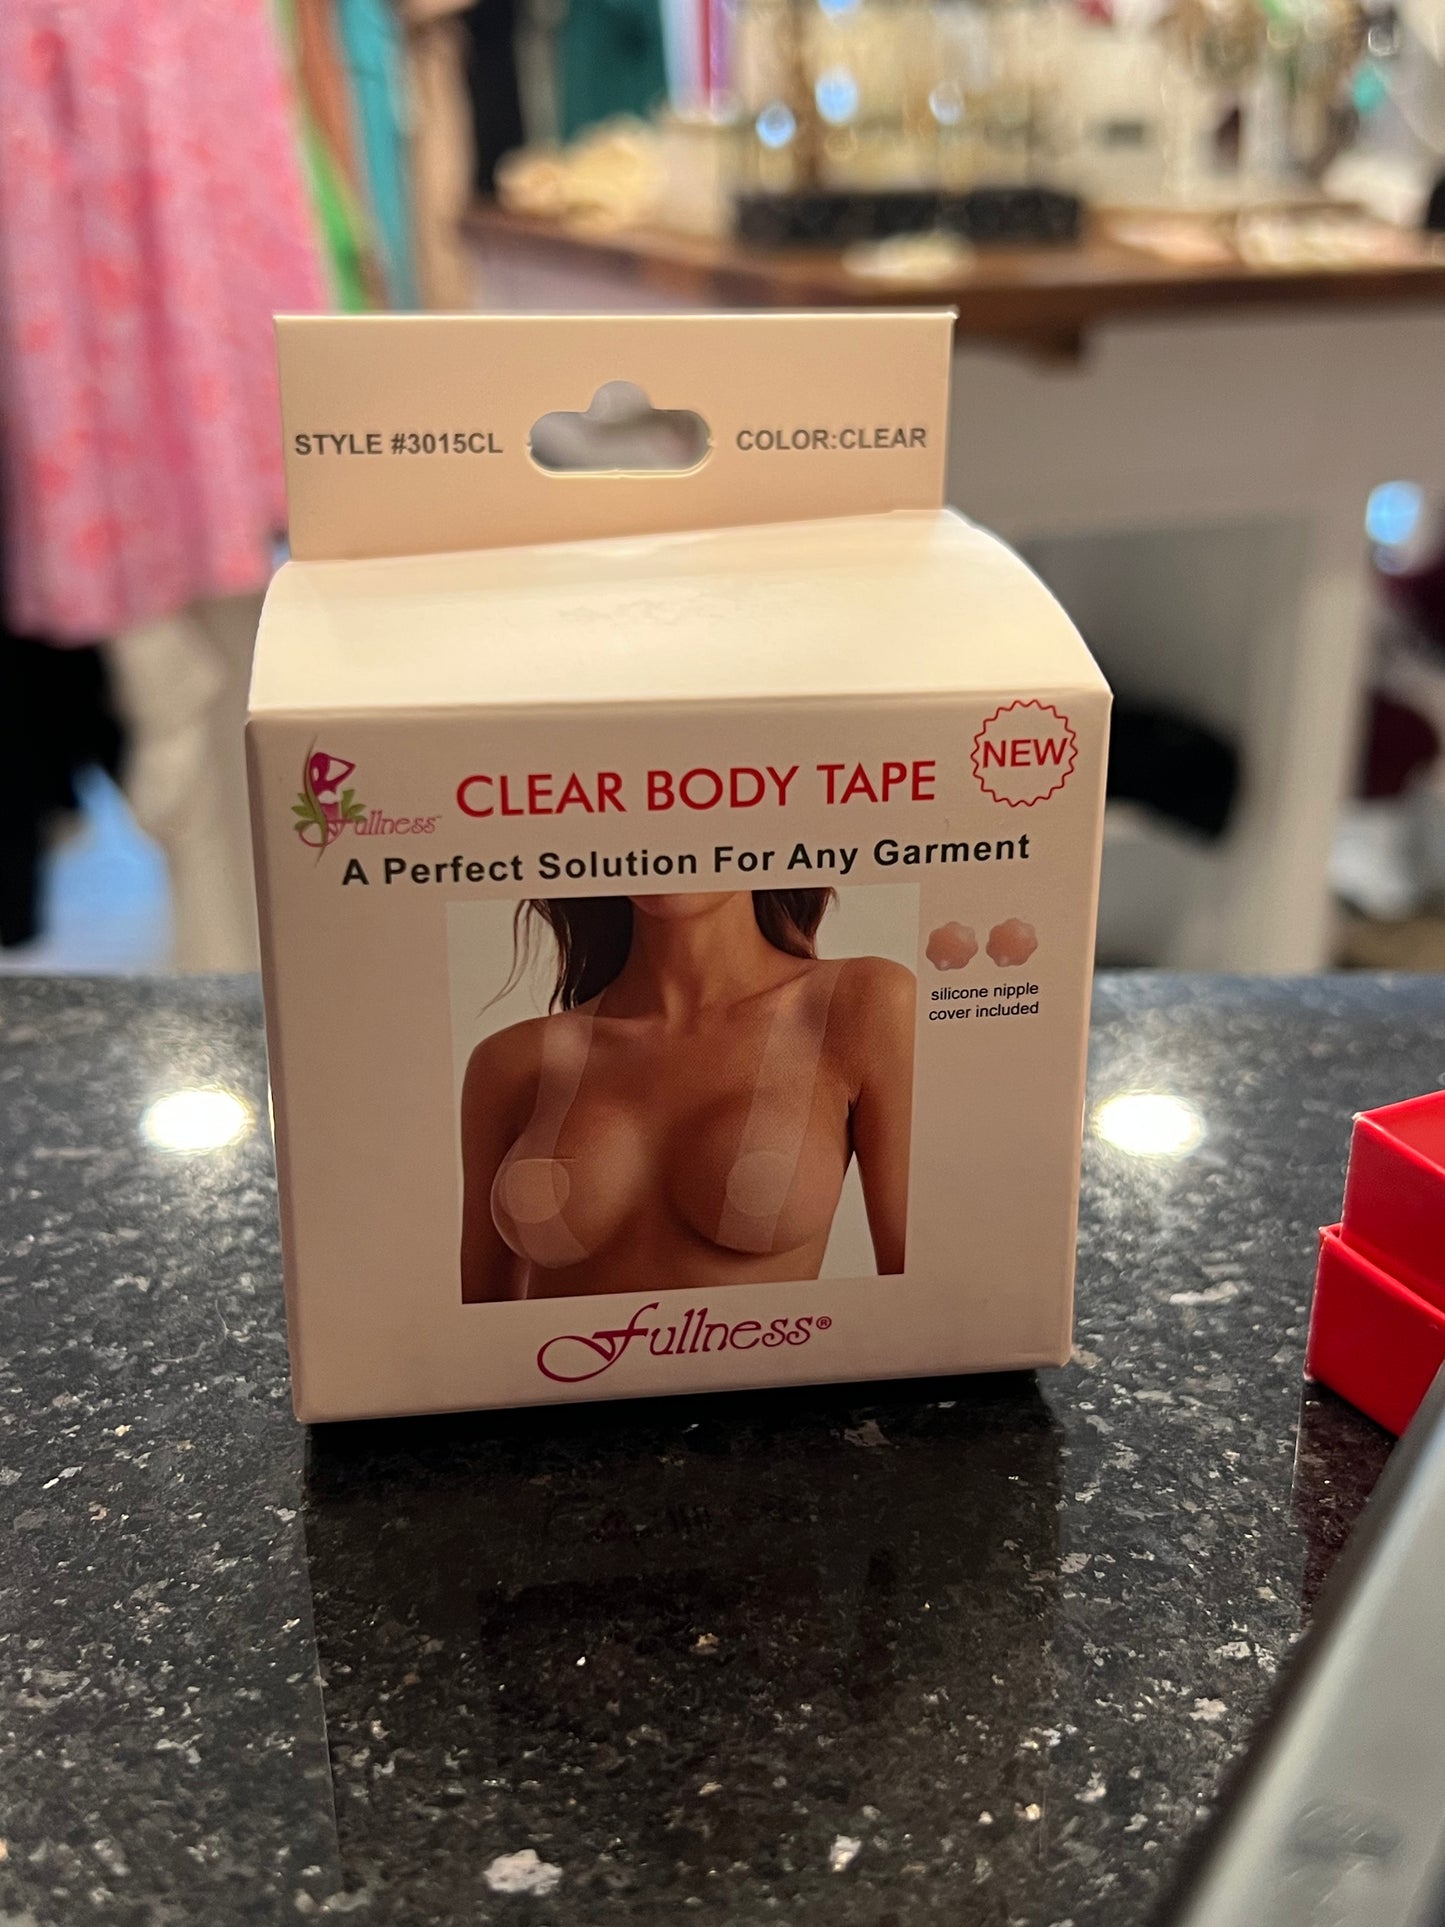 STYLE #3015CL
COLOR:CLEAR
Fullness
CLEAR BODY TAPE
NEW
A Perfect Solution For Any Garment
silicone nipple
cover included
Fullness®